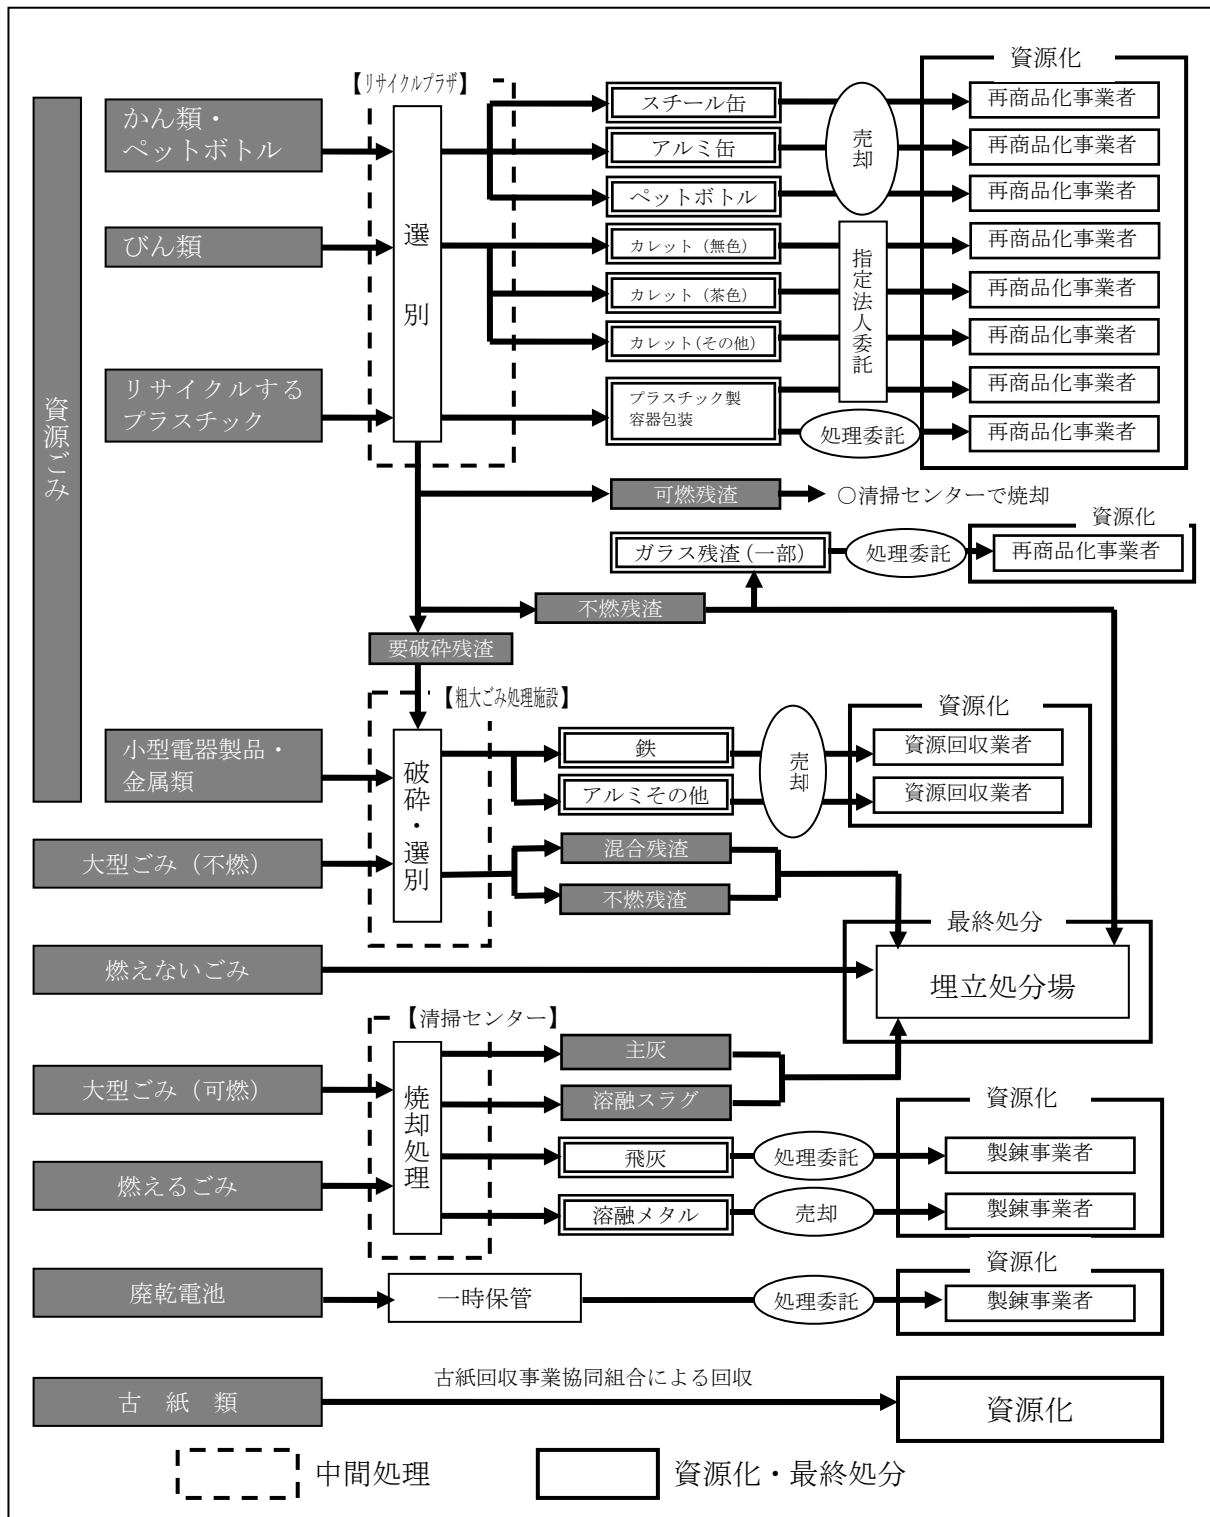 資源化
【リサイクルプラザ】
かん類・
ペットボトル
びん類
リサイクルする
プラスチック
資源ごみ
選別
スチール缶
アルミ缶
ペットボトル
カレット（無色）
カレット（茶色）
カレット（その他）
プラスチック製
容器包装
売却
指定法人委託
処理委託
再商品化事業者
再商品化事業者
再商品化事業者
再商品化事業者
再商品化事業者
再商品化事業者
再商品化事業者
再商品化事業者
可燃残渣
○清掃センターで焼却
資源化
ガラス残渣（一部）
処理委託
再商品化事業者
不燃残渣
要破砕残渣
【粗大ごみ処理施設】
資源化
小型電器製品・
金属類
大型ごみ（不燃）
破砕・選別
鉄
アルミその他
売却
資源回収業者
資源回収業者
混合残渣
不燃残渣
最終処分
燃えないごみ
埋立処分場
【清掃センター】
大型ごみ（可燃）
燃えるごみ
焼却処理
主灰
溶融スラグ
飛灰
溶融メタル
処理委託
売却
資源化
製錬事業者
製錬事業者
資源化
廃乾電池
一時保管
処理委託
製錬事業者
古紙回収事業協同組合による回収
古　紙　類
資源化
中間処理
資源化・最終処分